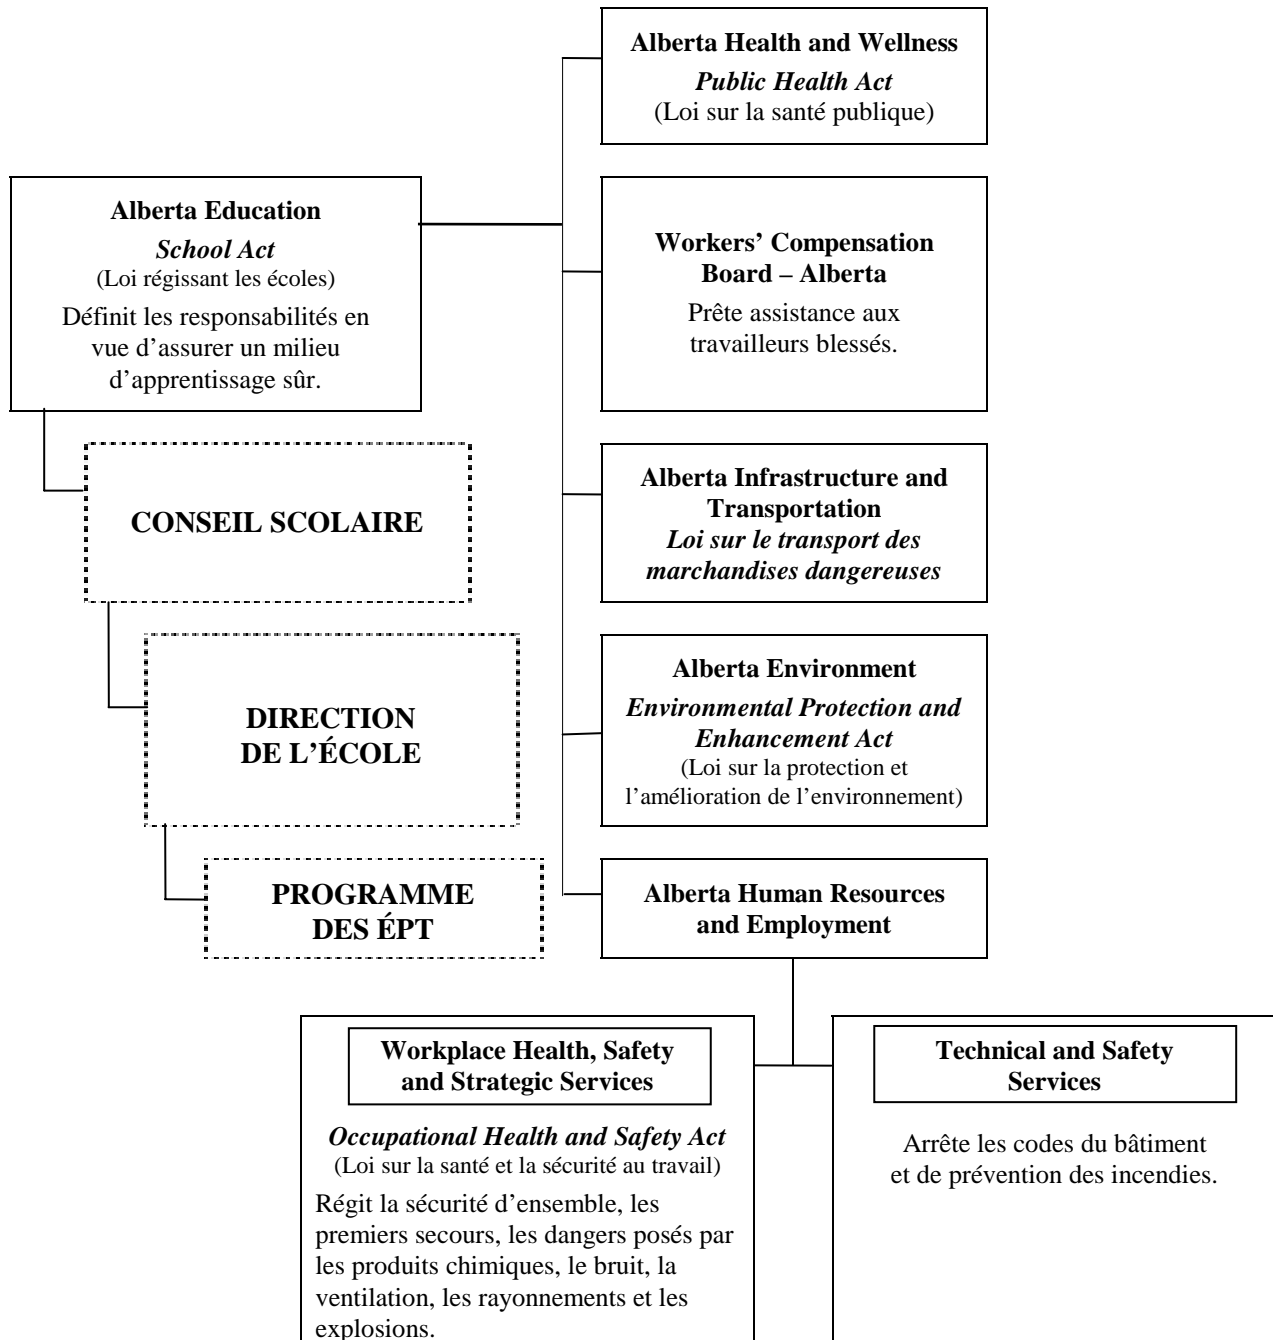 Alberta Health and Wellness
Public Health Act
(Loi sur la santé publique)
Alberta Education
School Act
(Loi régissant les écoles)
Définit les responsabilités en
vue d’assurer un milieu
d’apprentissage sûr.
Workers’ Compensation
Board – Alberta
Prête assistance aux
travailleurs blessés.
CONSEIL SCOLAIRE
Alberta Infrastructure and
Transportation
Loi sur le transport des
marchandises dangereuses
DIRECTION
DE L’ÉCOLE
Alberta Environment
Environmental Protection and
Enhancement Act
(Loi sur la protection et
l’amélioration de l’environnement)
PROGRAMME
DES ÉPT
Alberta Human Resources
and Employment
Workplace Health, Safety
and Strategic Services
Occupational Health and Safety Act
(Loi sur la santé et la sécurité au travail)
Régit la sécurité d’ensemble, les
premiers secours, les dangers posés par
les produits chimiques, le bruit, la
ventilation, les rayonnements et les
explosions.
Technical and Safety
Services
Arrête les codes du bâtiment
et de prévention des incendies.